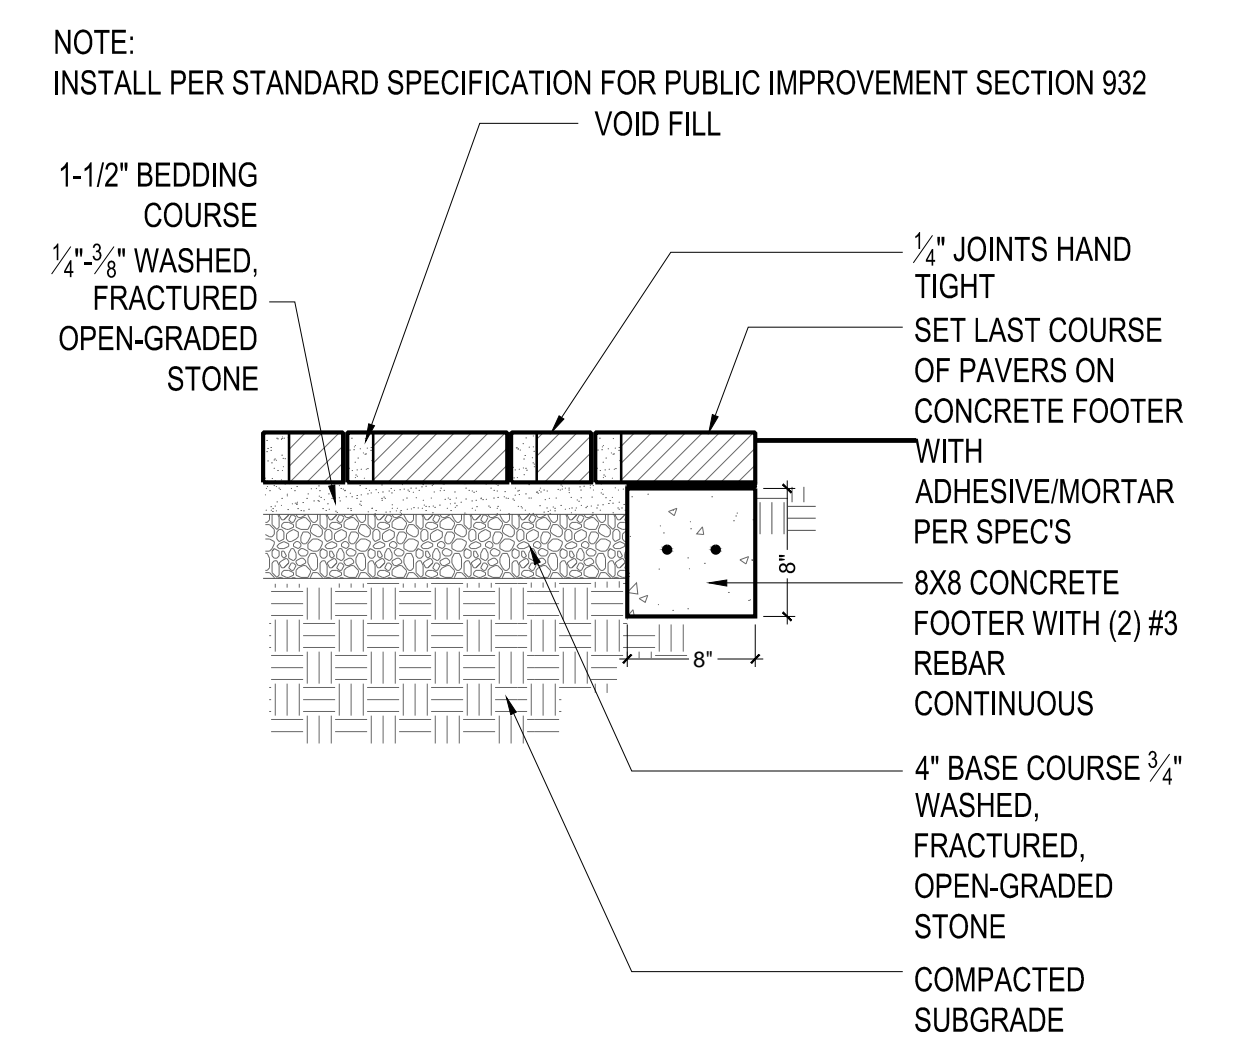 NOTE:
INSTALL PER STANDARD SPECIFICATION FOR PUBLIC IMPROVEMENT SECTION 932
VOID FILL
1-1/2" BEDDING
COURSE
1/4"-3/8" WASHED,
FRACTURED
OPEN-GRADED
STONE
1/4" JOINTS HAND
TIGHT
SET LAST COURSE
OF PAVERS ON
CONCRETE FOOTER
WITH
ADHESIVE/MORTAR
PER SPEC'S
8"
8"
8X8 CONCRETE
FOOTER WITH (2) #3
REBAR
CONTINUOUS
4" BASE COURSE 3/4"
WASHED,
FRACTURED,
OPEN-GRADED
STONE
COMPACTED
SUBGRADE